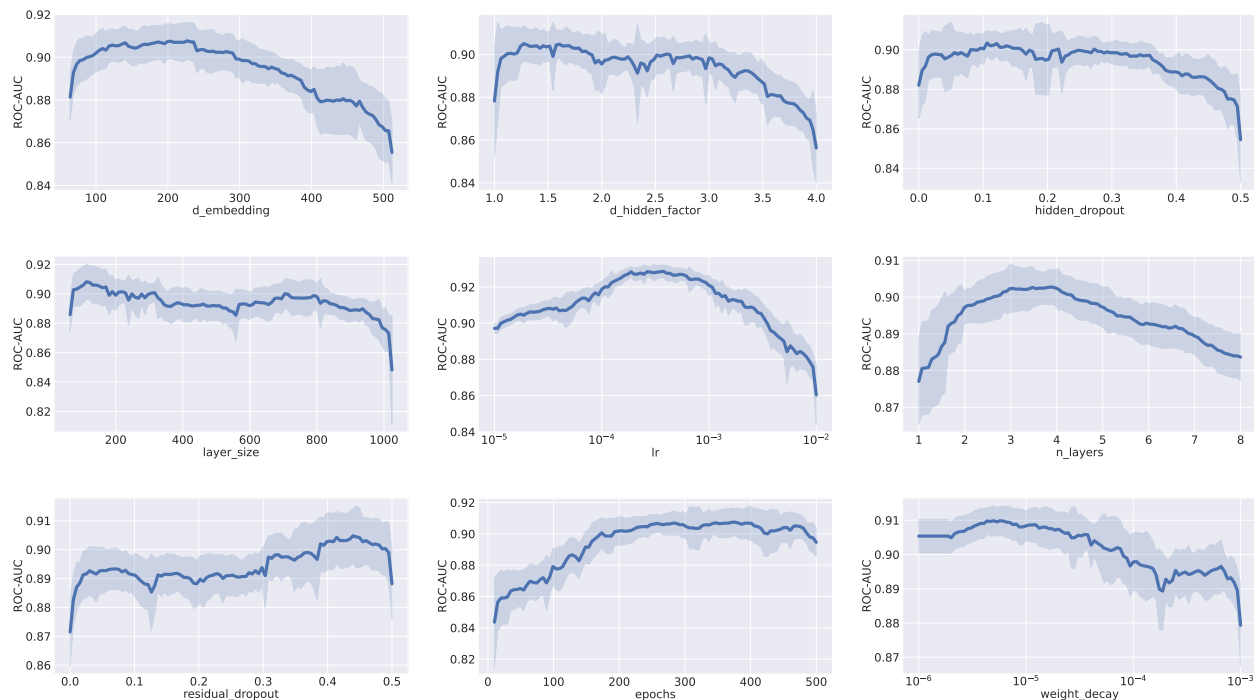 0.92
0.90
0.88
0.86
0.84
ROC-AUC
100 200 300 400 500
d_embedding
0.90
0.88
0.86
0.84
ROC-AUC
1.0 1.5 2.0 2.5 3.0 3.5 4.0
d_hidden_factor
0.90
0.88
0.86
0.84
ROC-AUC
0.0 0.1 0.2 0.3 0.4 0.5
hidden_dropout
0.92
0.90
0.88
0.86
0.84
0.82
ROC-AUC
200 400 600 800 1000
layer_size
0.92
0.90
0.88
0.86
0.84
ROC-AUC
10⁻⁵ 10⁻⁴ 10⁻³ 10⁻²
lr
0.91
0.90
0.89
0.88
0.87
ROC-AUC
1 2 3 4 5 6 7 8
n_layers
0.91
0.90
0.89
0.88
0.87
0.86
ROC-AUC
0.0 0.1 0.2 0.3 0.4 0.5
residual_dropout
0.92
0.90
0.88
0.86
0.84
0.82
ROC-AUC
0 100 200 300 400 500
epochs
0.91
0.90
0.89
0.88
0.87
ROC-AUC
10⁻⁶ 10⁻⁵ 10⁻⁴ 10⁻³
weight_decay